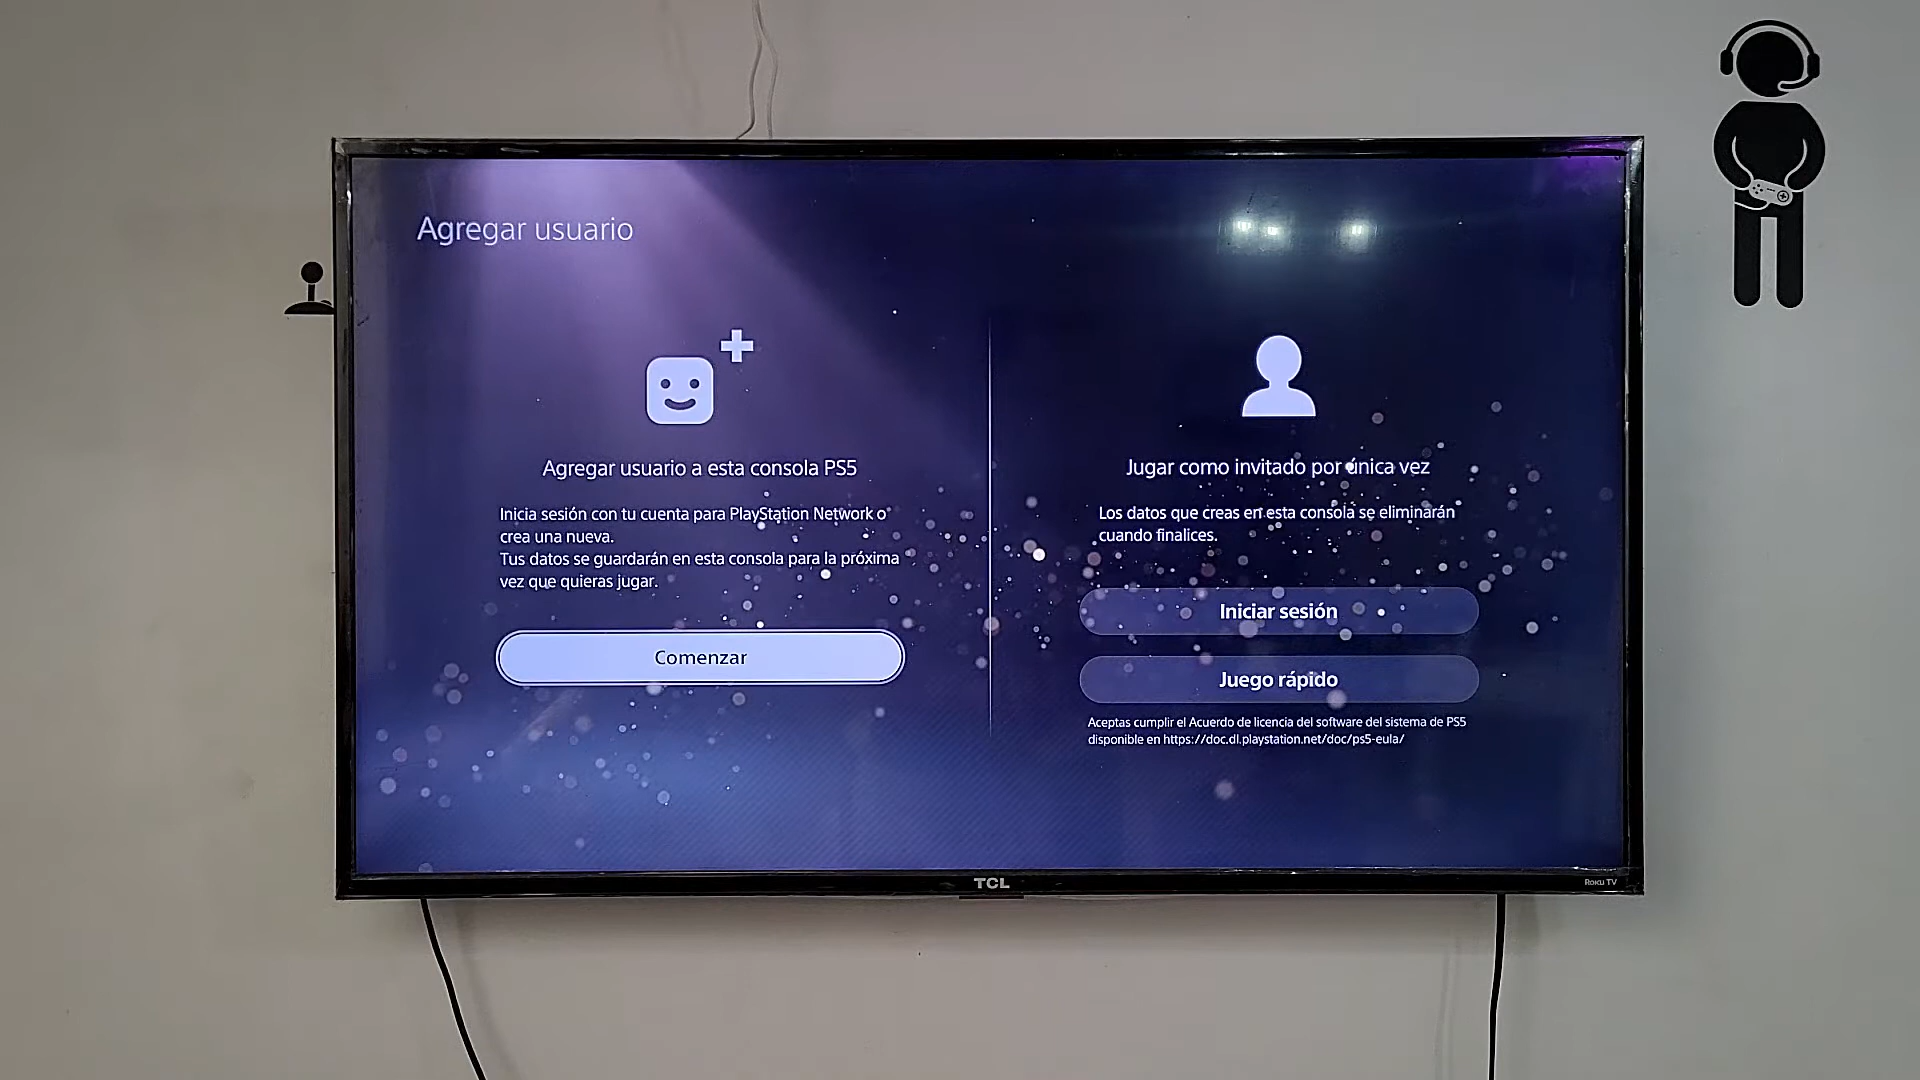 Agregar usuario
Agregar usuario a esta consola PS5
Inicia sesión con tu cuenta para PlayStation Network o
crea una nueva.
Tus datos se guardarán en esta consola para la próxima
vez que quieras jugar.
Comenzar
Jugar como invitado por única vez
Los datos que creas en esta consola se eliminarán
cuando finalices.
Iniciar sesión
Juego rápido
Aceptas cumplir el Acuerdo de licencia del software del sistema de PS5
disponible en https://doc.dl.playstation.net/doc/ps5-eula/
TCL
Roku TV